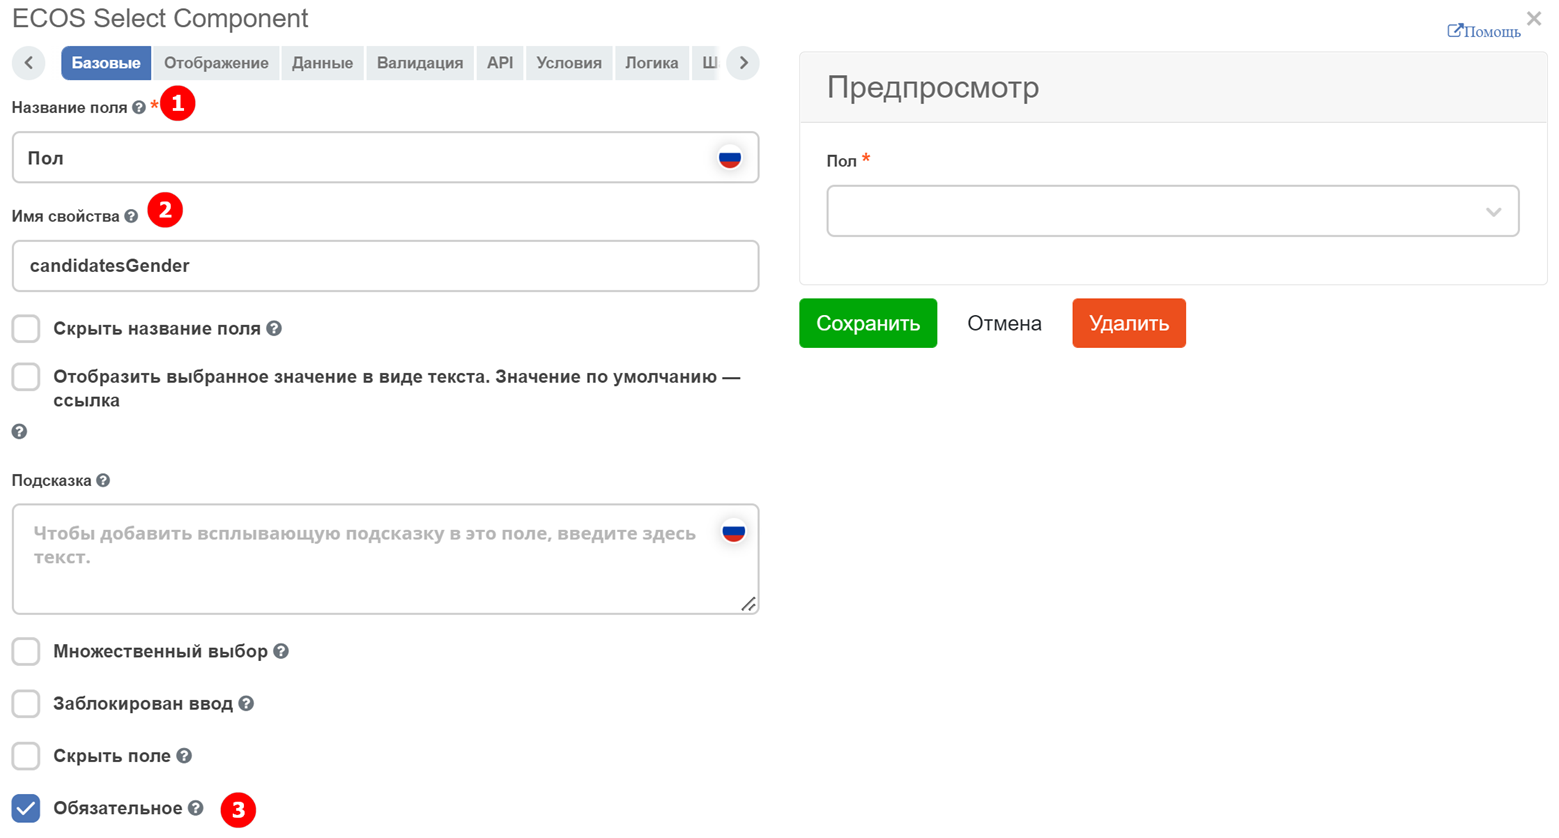 ECOS Select Component
Помощь
Базовые Отображение Данные Валидация API Условия Логика
Название поля * 1
Пол
Имя свойства 2
candidatesGender
Скрыть название поля
Отобразить выбранное значение в виде текста. Значение по умолчанию —
ссылка
Подсказка
Чтобы добавить всплывающую подсказку в это поле, введите здесь
текст.
Множественный выбор
Заблокирован ввод
Скрыть поле
Обязательное 3
Предпросмотр
Пол *
Сохранить Отмена Удалить